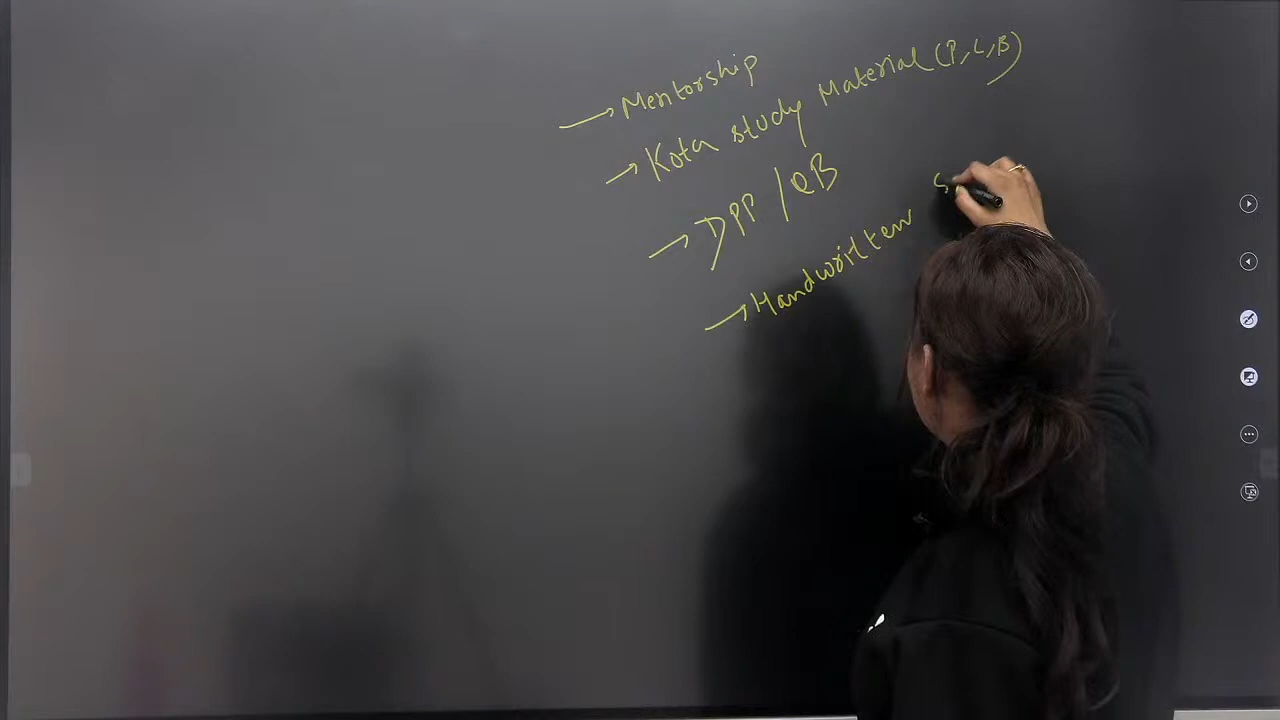 → Mentorship
→ Kota study Material (P, C, B)
→ DPP / QB
→ Handwritten s